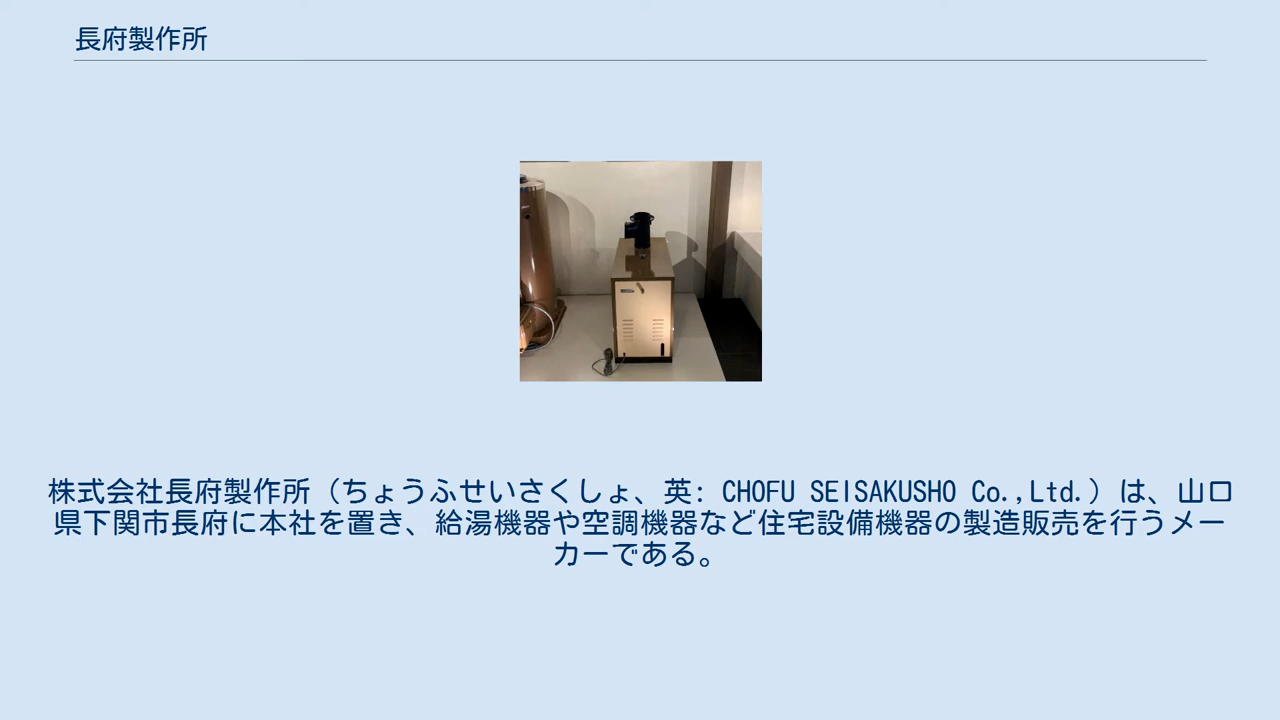 長府製作所
株式会社長府製作所（ちょうふせいさくしょ、英: CHOFU SEISAKUSHO Co.,Ltd.）は、山口
県下関市長府に本社を置き、給湯機器や空調機器など住宅設備機器の製造販売を行うメー
カーである。